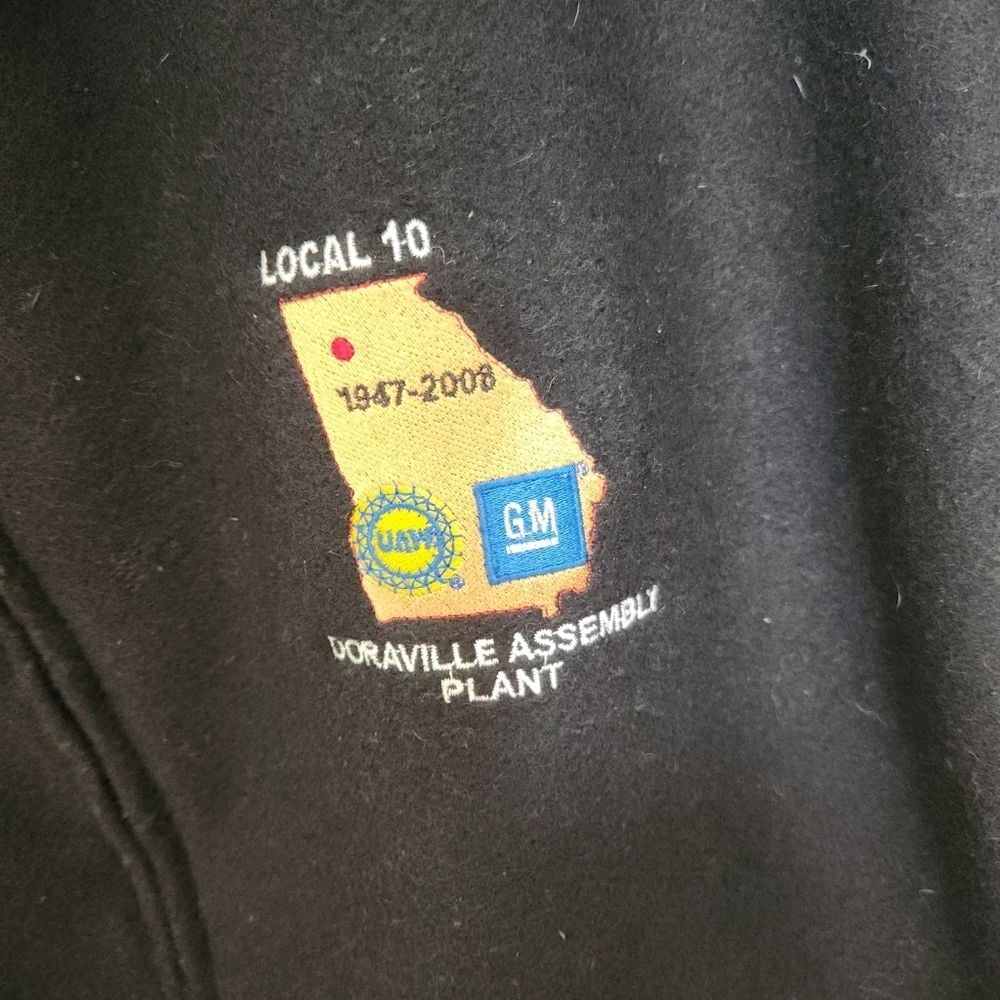 LOCAL 10
1947-2008
UAW
GM
DORAVILLE ASSEMBLY
PLANT